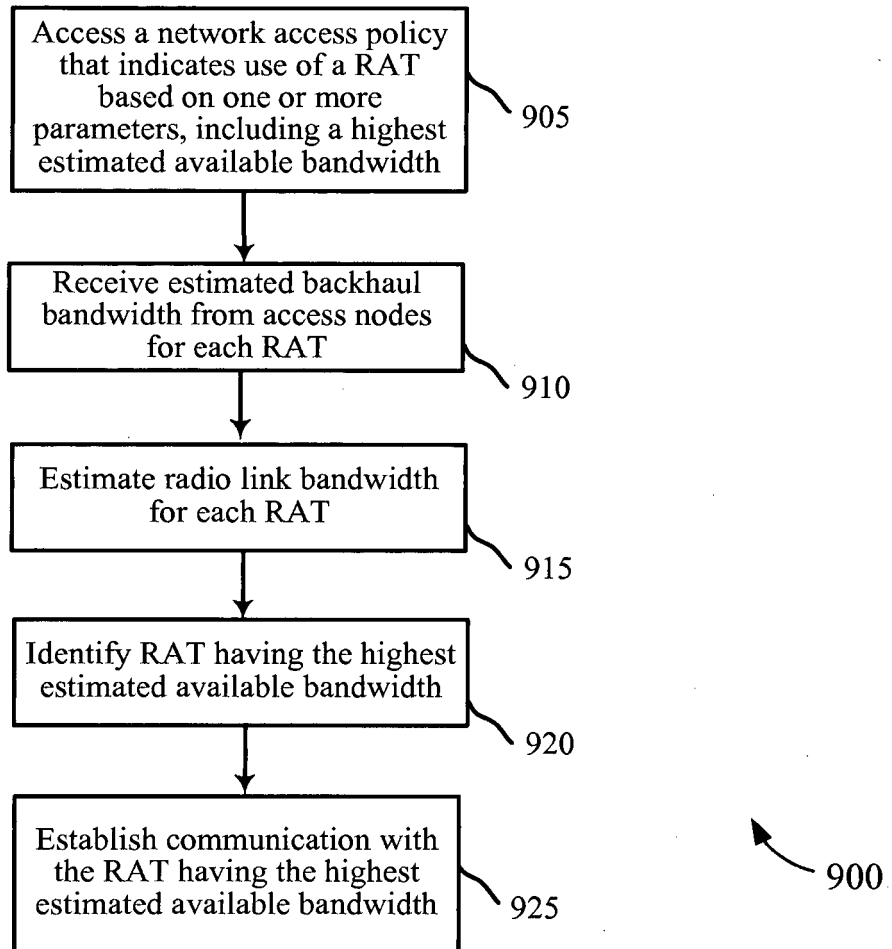 Access a network access policy
that indicates use of a RAT
based on one or more
parameters, including a highest
estimated available bandwidth
905
Receive estimated backhaul
bandwidth from access nodes
for each RAT
910
Estimate radio link bandwidth
for each RAT
915
Identify RAT having the highest
estimated available bandwidth
920
Establish communication with
the RAT having the highest
estimated available bandwidth
925
900